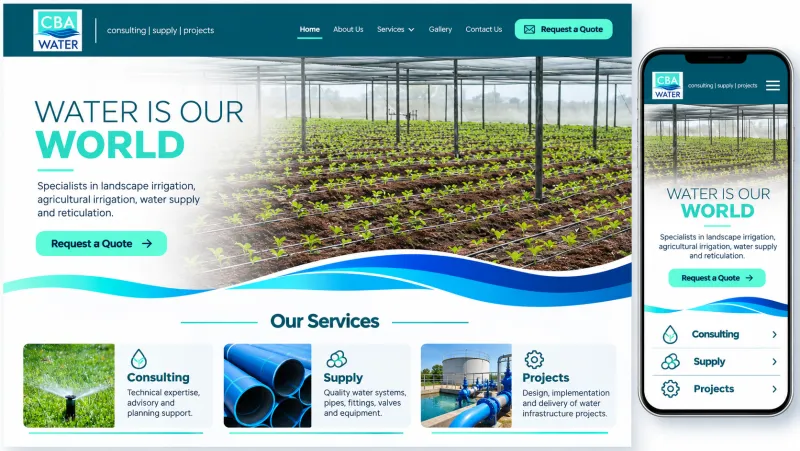 CBA
WATER
consulting | supply | projects
Home
About Us
Services
Gallery
Contact Us
Request a Quote
WATER IS OUR
WORLD
Specialists in landscape irrigation,
agricultural irrigation, water supply
and reticulation.
Request a Quote
Our Services
Consulting
Technical expertise,
advisory and
planning support.
Supply
Quality water systems,
pipes, fittings, valves
and equipment.
Projects
Design, implementation
and delivery of water
infrastructure projects.
CBA
WATER
consulting | supply | projects
WATER IS OUR
WORLD
Specialists in landscape irrigation,
agricultural irrigation, water supply
and reticulation.
Request a Quote
Consulting
Supply
Projects